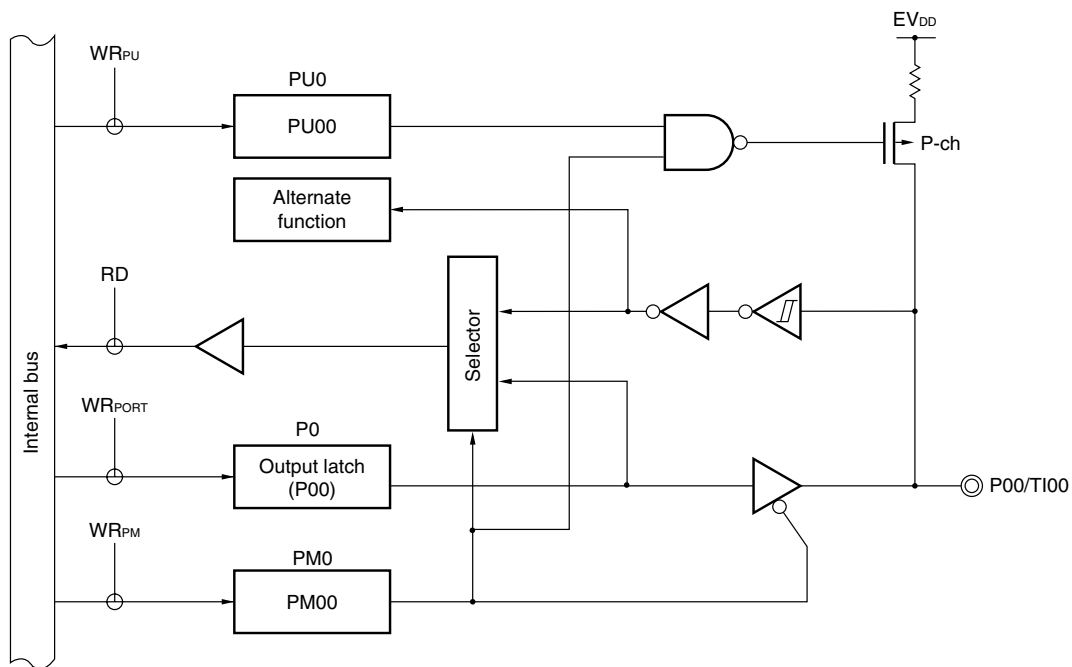 EVDD
WRPU
PU0
PU00
P-ch
Alternate
function
RD
Selector
Internal bus
WRPORT
P0
Output latch
(P00)
P00/TI00
WRPM
PM0
PM00